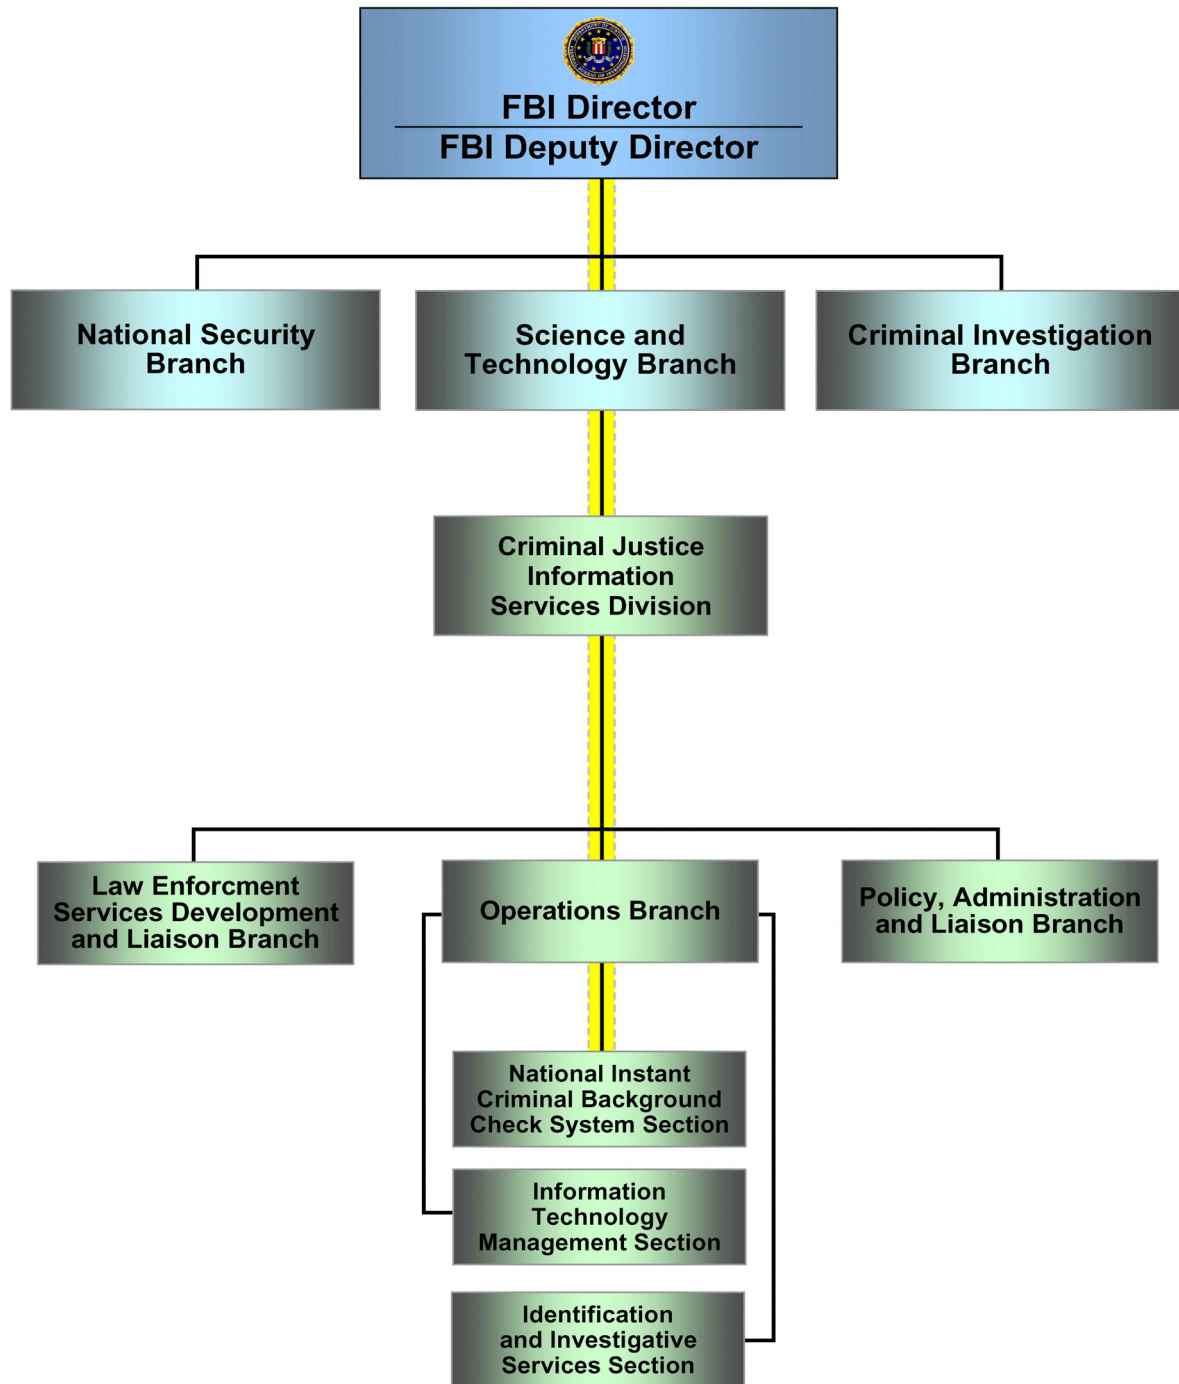 FBI Director
FBI Deputy Director
National Security
Branch
Science and
Technology Branch
Criminal Investigation
Branch
Criminal Justice
Information
Services Division
Law Enforcment
Services Development
and Liaison Branch
Operations Branch
Policy, Administration
and Liaison Branch
National Instant
Criminal Background
Check System Section
Information
Technology
Management Section
Identification
and Investigative
Services Section